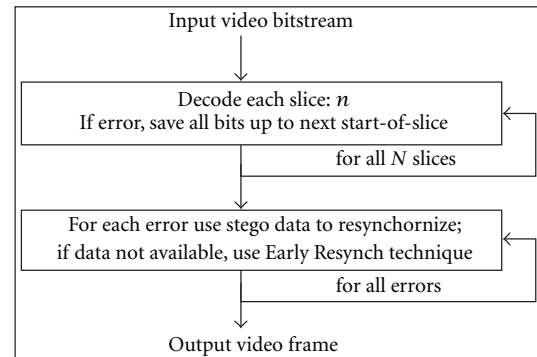 Input video bitstream
Decode each slice: n
If error, save all bits up to next start-of-slice
for all N slices
For each error use stego data to resynchornize;
if data not available, use Early Resynch technique
for all errors
Output video frame